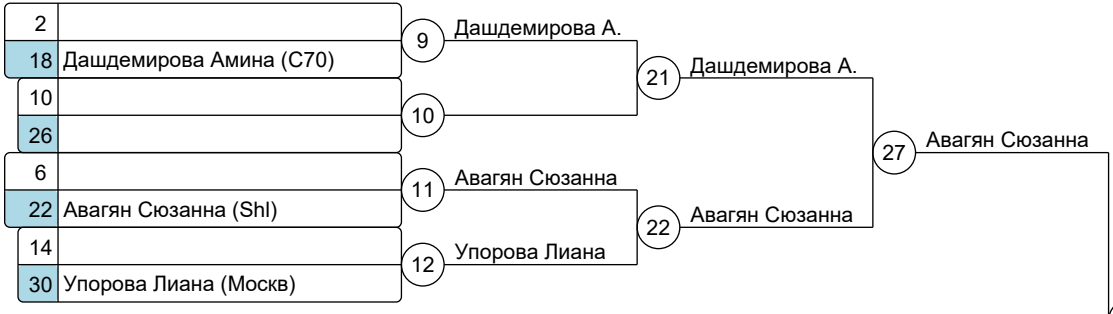 2
9
Дашдемирова А.
18 Дашдемирова Амина (C70)
21
Дашдемирова А.
10
10
26
27
Авагян Сюзанна
6
11
Авагян Сюзанна
22 Авагян Сюзанна (Shl)
22
Авагян Сюзанна
14
12
Упорова Лиана
30 Упорова Лиана (Москв)